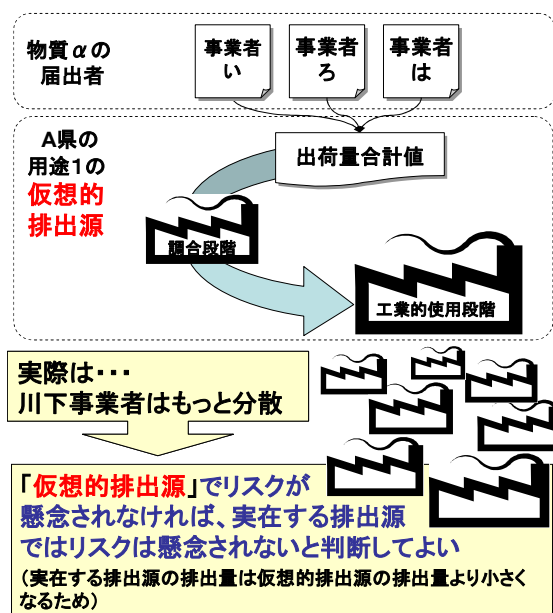 物質αの
届出者
事業者
い
事業者
ろ
事業者
は
A県の
用途1の
仮想的
排出源
出荷量合計値
調合段階
工業的使用段階
実際は・・・
川下事業者はもっと分散
「仮想的排出源」でリスクが
懸念されなければ、実在する排出源
ではリスクは懸念されないと判断してよい
（実在する排出源の排出量は仮想的排出源の排出量より小さく
なるため）